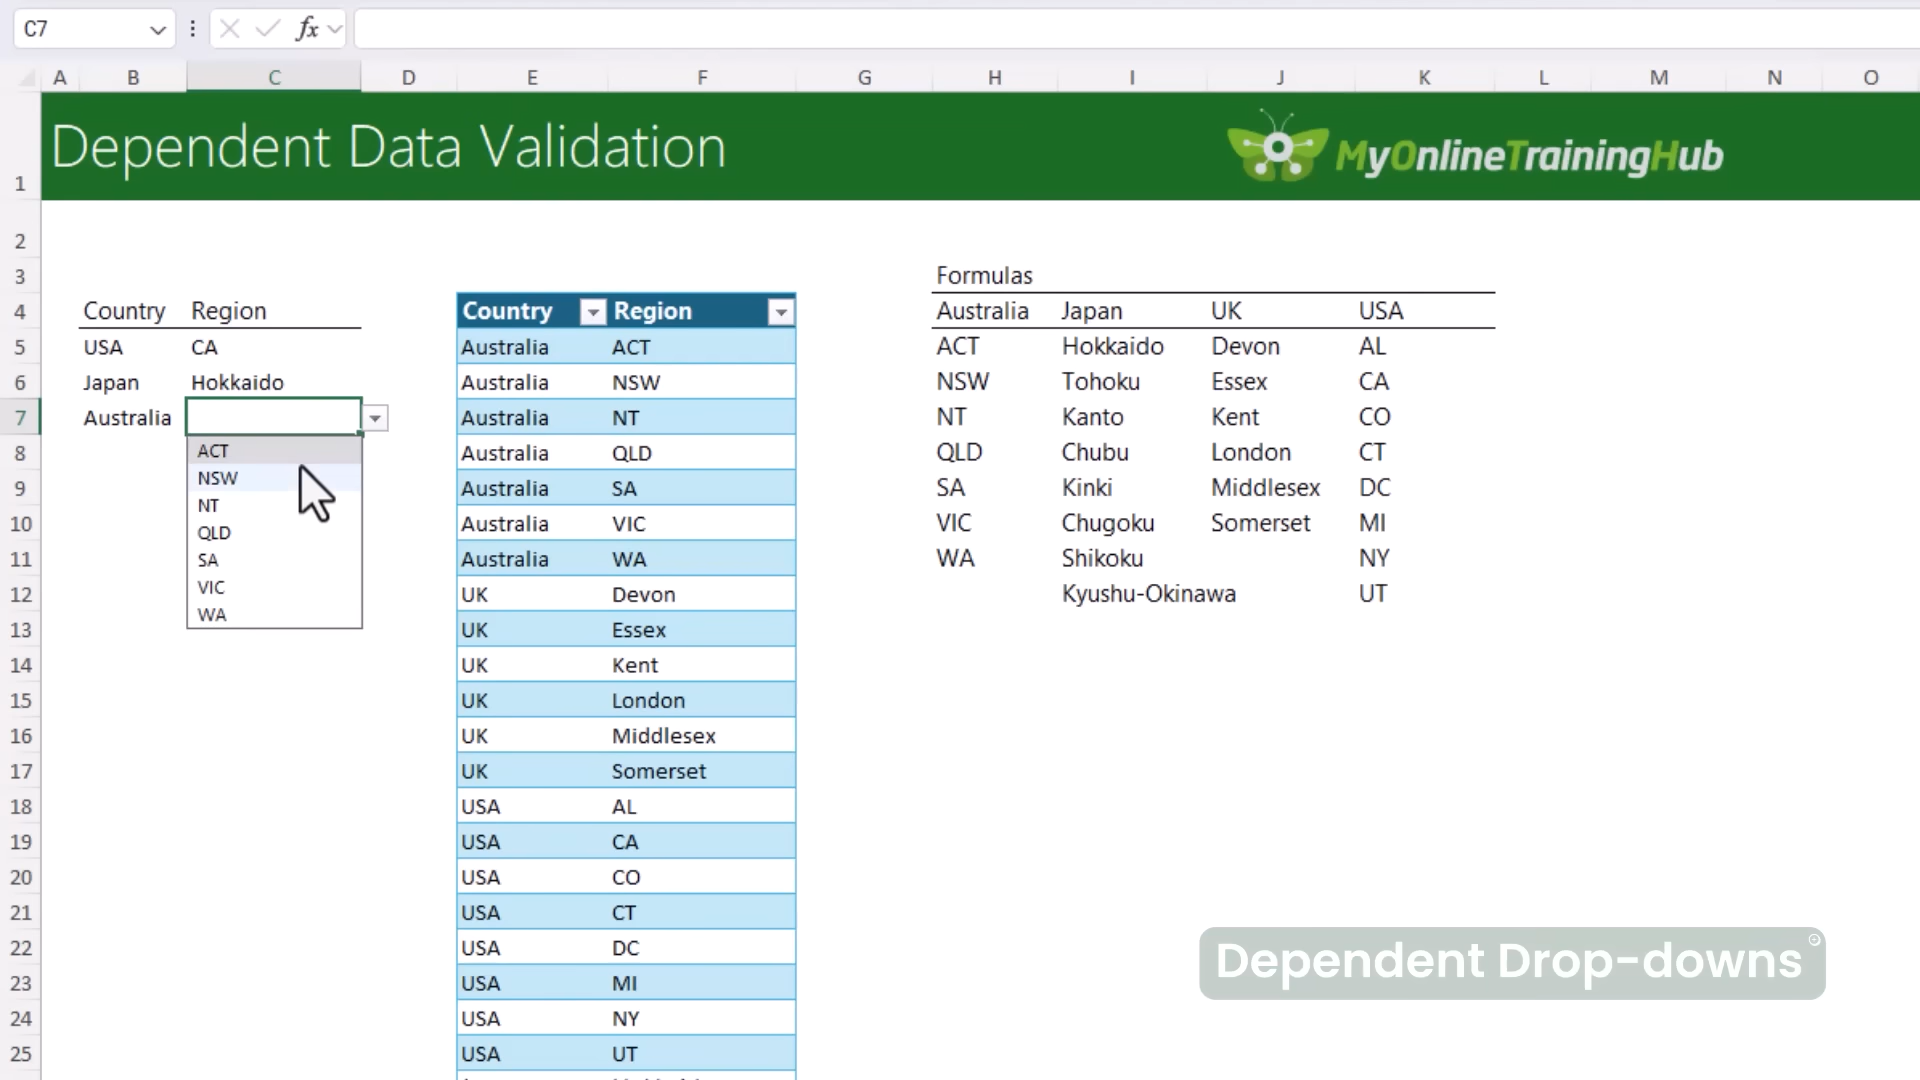 C7
fx
A B C D E F G H I J K L M N O
Dependent Data Validation
MyOnlineTrainingHub
1
2
3 Formulas
4 Country Region Country Region Australia Japan UK USA
5 USA CA Australia ACT ACT Hokkaido Devon AL
6 Japan Hokkaido Australia NSW NSW Tohoku Essex CA
7 Australia Australia NT NT Kanto Kent CO
8 ACT Australia QLD QLD Chubu London CT
NSW
9 NT Australia SA SA Kinki Middlesex DC
10 QLD Australia VIC VIC Chugoku Somerset MI
11 SA Australia WA WA Shikoku NY
12 VIC UK Devon Kyushu-Okinawa UT
WA
13 UK Essex
14 UK Kent
15 UK London
16 UK Middlesex
17 UK Somerset
18 USA AL
19 USA CA
20 USA CO
21 USA CT
22 USA DC
Dependent Drop-downs
23 USA MI
24 USA NY
25 USA UT